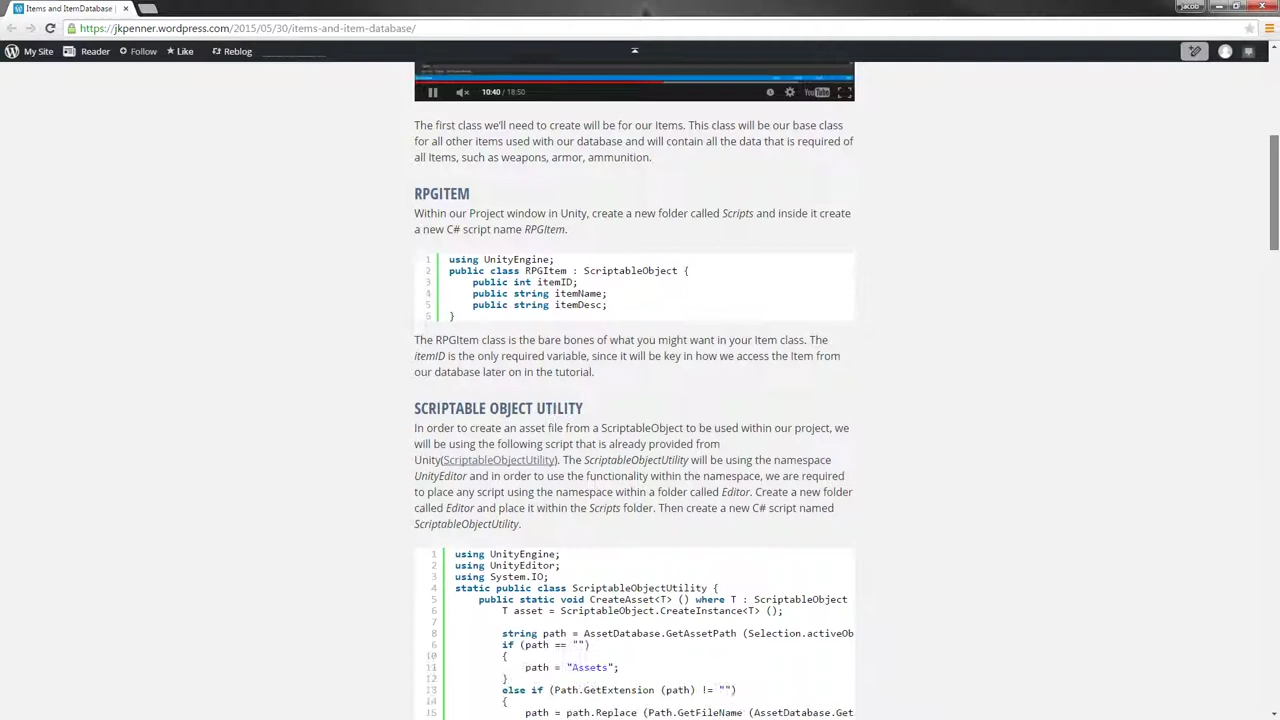 Items and ItemDatabase
jacob
https://jkpenner.wordpress.com/2015/05/30/items-and-item-database/
My Site Reader Follow Like Reblog
10:40 / 18:50 YouTube
The first class we'll need to create will be for our Items. This class will be our base class
for all other items used with our database and will contain all the data that is required of
all Items, such as weapons, armor, ammunition.
RPGITEM
Within our Project window in Unity, create a new folder called Scripts and inside it create
a new C# script name RPGItem.
1 using UnityEngine;
2 public class RPGItem : ScriptableObject {
3 public int itemID;
4 public string itemName;
5 public string itemDesc;
6 }
The RPGItem class is the bare bones of what you might want in your Item class. The
itemID is the only required variable, since it will be key in how we access the Item from
our database later on in the tutorial.
SCRIPTABLE OBJECT UTILITY
In order to create an asset file from a ScriptableObject to be used within our project, we
will be using the following script that is already provided from
Unity(ScriptableObjectUtility). The ScriptableObjectUtility will be using the namespace
UnityEditor and in order to use the functionality within the namespace, we are required
to place any script using the namespace within a folder called Editor. Create a new folder
called Editor and place it within the Scripts folder. Then create a new C# script named
ScriptableObjectUtility.
1 using UnityEngine;
2 using UnityEditor;
3 using System.IO;
4 static public class ScriptableObjectUtility {
5 public static void CreateAsset<T> () where T : ScriptableObject
6 T asset = ScriptableObject.CreateInstance<T> ();
7
8 string path = AssetDatabase.GetAssetPath (Selection.activeOb
9 if (path == "")
10 {
11 path = "Assets";
12 }
13 else if (Path.GetExtension (path) != "")
14 {
15 path = path.Replace (Path.GetFileName (AssetDatabase.Get